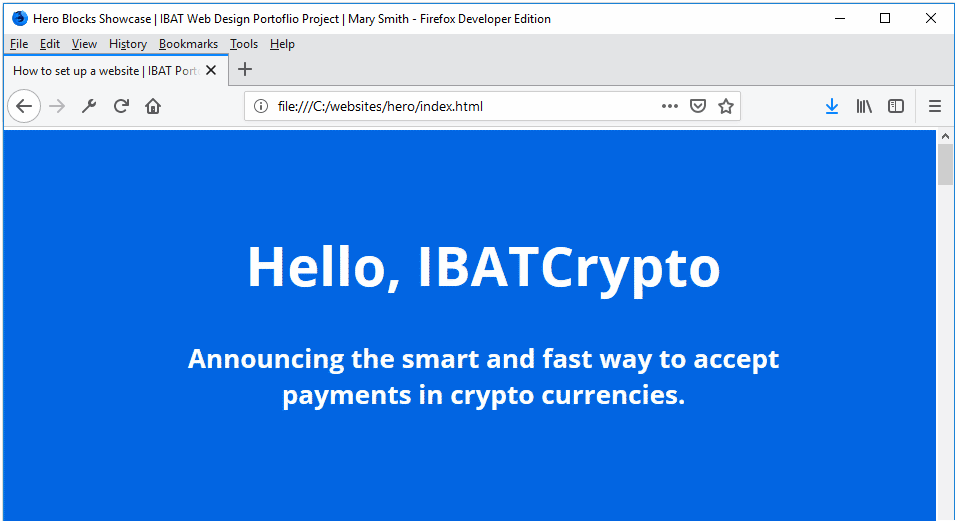 Hero Blocks Showcase | IBAT Web Design Portoflio Project | Mary Smith - Firefox Developer Edition
File Edit View History Bookmarks Tools Help
How to set up a website | IBAT Port
file:///C:/websites/hero/index.html
Hello, IBATCrypto
Announcing the smart and fast way to accept
payments in crypto currencies.